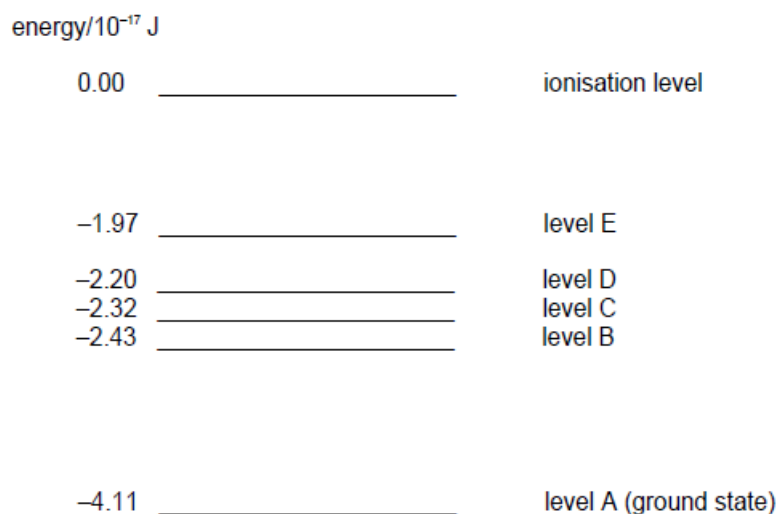 energy/10⁻¹⁷ J
0.00 ionisation level
–1.97 level E
–2.20 level D
–2.32 level C
–2.43 level B
–4.11 level A (ground state)